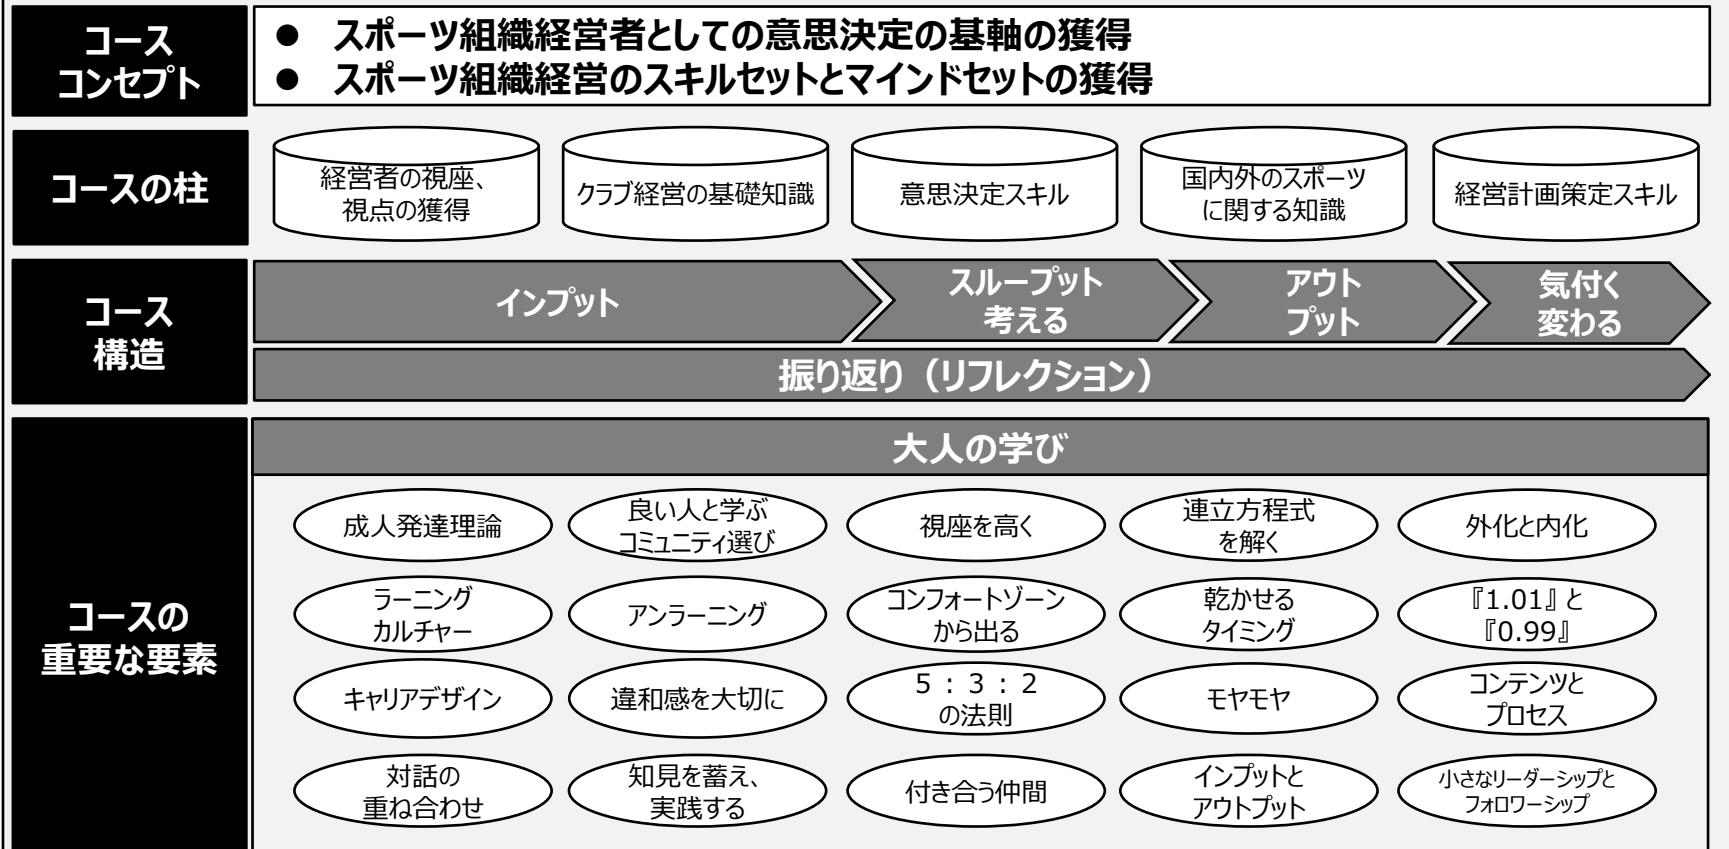 コース
コンセプト
● スポーツ組織経営者としての意思決定の基軸の獲得
● スポーツ組織経営のスキルセットとマインドセットの獲得
コースの柱
経営者の視座、
視点の獲得
クラブ経営の基礎知識
意思決定スキル
国内外のスポーツ
に関する知識
経営計画策定スキル
コース
構造
インプット
スループット
考える
アウト
プット
気付く
変わる
振り返り（リフレクション）
コースの
重要な要素
大人の学び
成人発達理論
良い人と学ぶ
コミュニティ選び
視座を高く
連立方程式
を解く
外化と内化
ラーニング
カルチャー
アンラーニング
コンフォートゾーン
から出る
乾かせる
タイミング
『1.01』と
『0.99』
キャリアデザイン
違和感を大切に
5：3：2
の法則
モヤモヤ
コンテンツと
プロセス
対話の
重ね合わせ
知見を蓄え、
実践する
付き合う仲間
インプットと
アウトプット
小さなリーダーシップと
フォロワーシップ